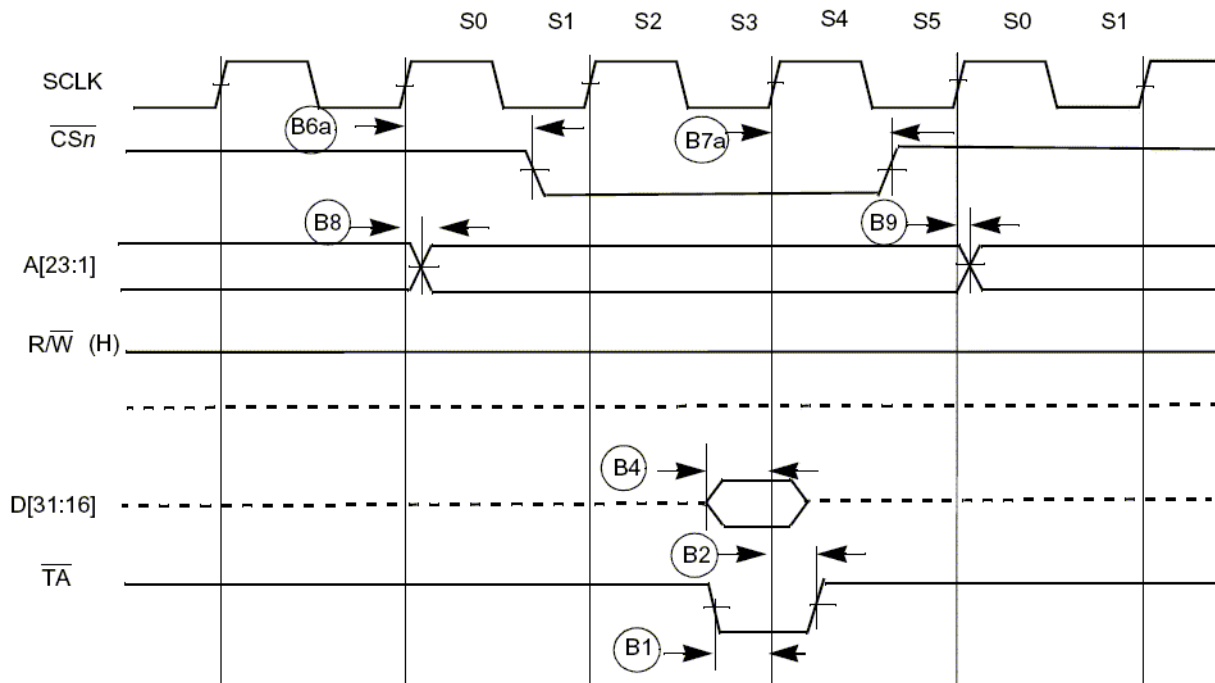 S0 S1 S2 S3 S4 S5 S0 S1
SCLK
B6a
B7a
CSn
B8
B9
A[23:1]
R/W (H)
B4
D[31:16]
B2
TA
B1